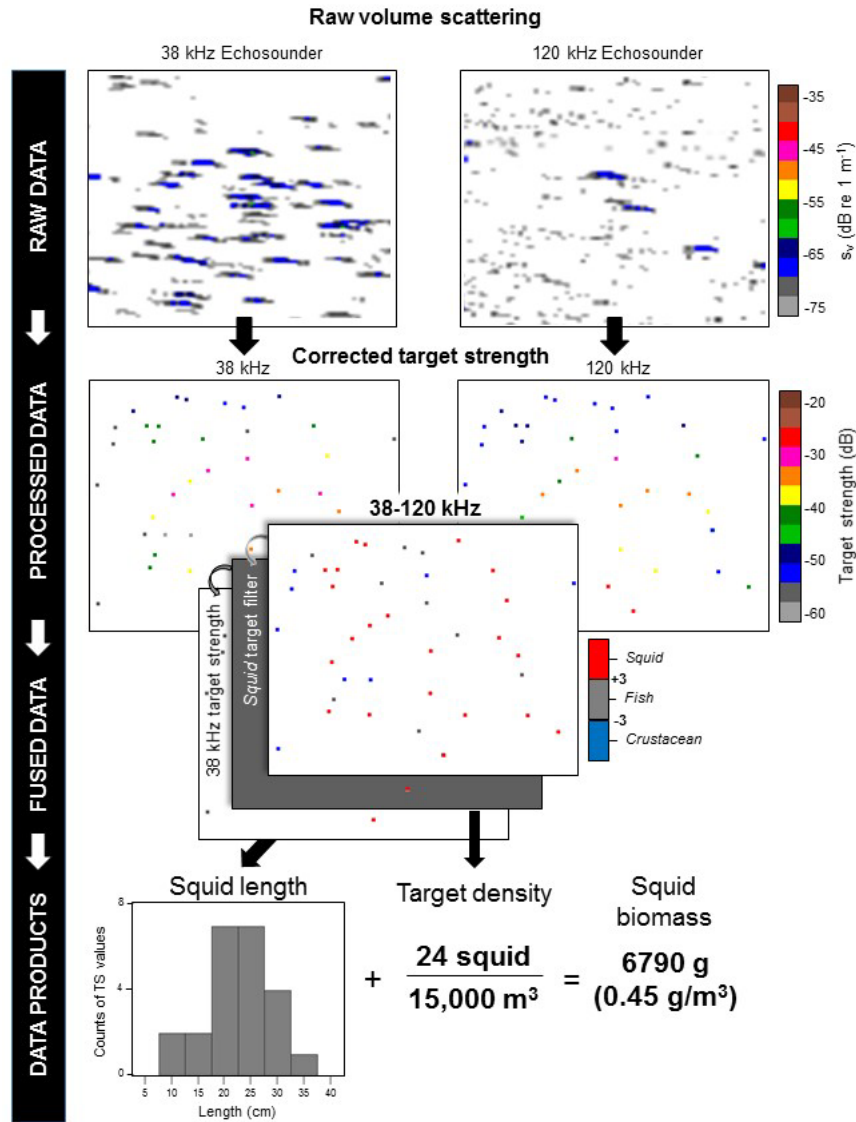 Raw volume scattering
38 kHz Echosounder
120 kHz Echosounder
RAW DATA
-35
-45
-55
-65
-75
sv (dB re 1 m-1)
Corrected target strength
38 kHz
120 kHz
PROCESSED DATA
-20
-30
-40
-50
-60
Target strength (dB)
38-120 kHz
38 kHz target strength
Squid target filter
Squid
+3
Fish
-3
Crustacean
FUSED DATA
DATA PRODUCTS
Squid length
8
4
0
Counts of TS values
5 10 15 20 25 30 35 40
Length (cm)
+
Target density
24 squid
15,000 m³
=
Squid
biomass
6790 g
(0.45 g/m³)